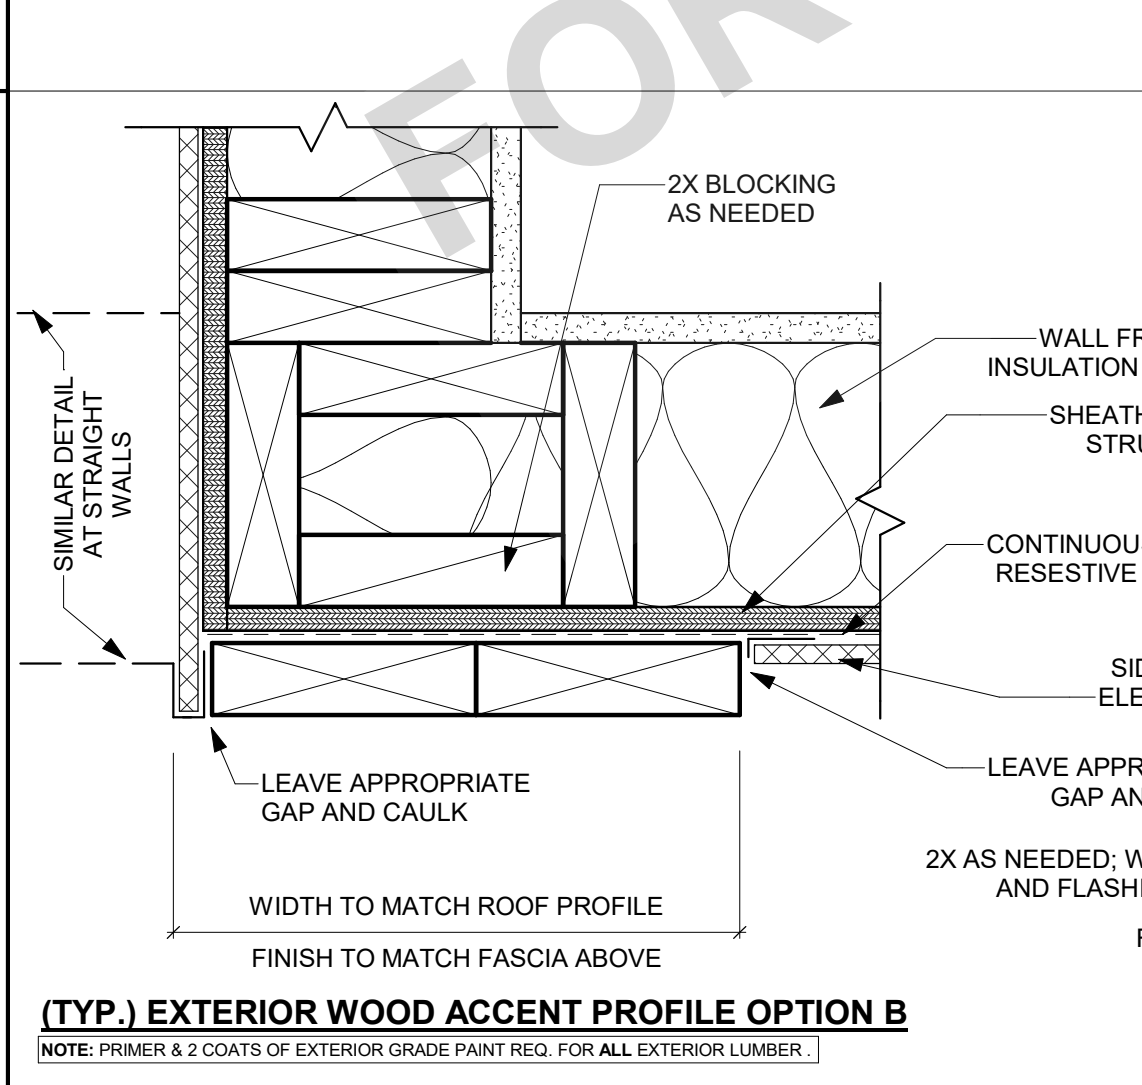 FOR
2X BLOCKING
AS NEEDED
WALL FR
INSULATION
SHEATH
STRU
SIMILAR DETAIL
AT STRAIGHT
WALLS
CONTINUOUS
RESESTIVE
SID
ELE
LEAVE APPROPRIATE
GAP AND CAULK
LEAVE APPR
GAP AN
2X AS NEEDED; W
AND FLASHI
WIDTH TO MATCH ROOF PROFILE
FINISH TO MATCH FASCIA ABOVE
(TYP.) EXTERIOR WOOD ACCENT PROFILE OPTION B
NOTE: PRIMER & 2 COATS OF EXTERIOR GRADE PAINT REQ. FOR ALL EXTERIOR LUMBER .